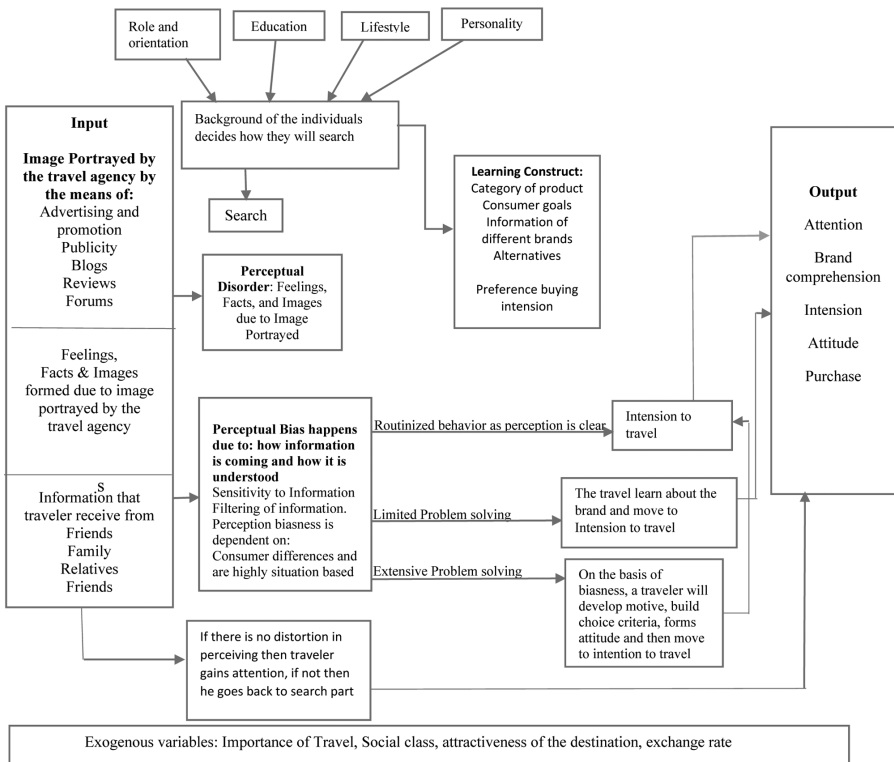 Role and
orientation
Education
Lifestyle
Personality
Background of the individuals
decides how they will search
Search
Learning Construct:
Category of product
Consumer goals
Information of
different brands
Alternatives
Preference buying
intension
Input
Image Portrayed by
the travel agency by
the means of:
Advertising and
promotion
Publicity
Blogs
Reviews
Forums
Feelings,
Facts & Images
formed due to image
portrayed by the
travel agency
s
Information that
traveler receive from
Friends
Family
Relatives
Friends
Perceptual
Disorder: Feelings,
Facts, and Images
due to Image
Portrayed
Perceptual Bias happens
due to: how information
is coming and how it is
understood
Sensitivity to Information
Filtering of information.
Perception biasness is
dependent on:
Consumer differences and
are highly situation based
Routinized behavior as perception is clear
Intension to
travel
Limited Problem solving
The travel learn about the
brand and move to
Intension to travel
Extensive Problem solving
On the basis of
biasness, a traveler will
develop motive, build
choice criteria, forms
attitude and then move
to intention to travel
Output
Attention
Brand
comprehension
Intension
Attitude
Purchase
If there is no distortion in
perceiving then traveler
gains attention, if not then
he goes back to search part
Exogenous variables: Importance of Travel, Social class, attractiveness of the destination, exchange rate